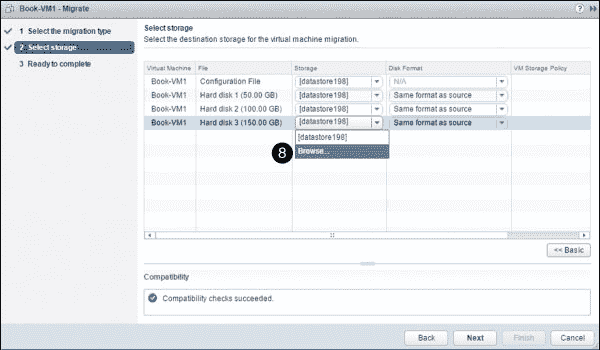 Book-VM1 - Migrate
1 Select the migration type
2 Select storage
3 Ready to complete
Select storage
Select the destination storage for the virtual machine migration.
Virtual Machine File Storage Disk Format VM Storage Policy
Book-VM1 Configuration File [datastore198] N/A
Book-VM1 Hard disk 1 (50.00 GB) [datastore198] Same format as source
Book-VM1 Hard disk 2 (100.00 GB) [datastore198] Same format as source
Book-VM1 Hard disk 3 (150.00 GB) [datastore198] Same format as source
[datastore198]
8 Browse...
<< Basic
Compatibility
Compatibility checks succeeded.
Back Next Finish Cancel